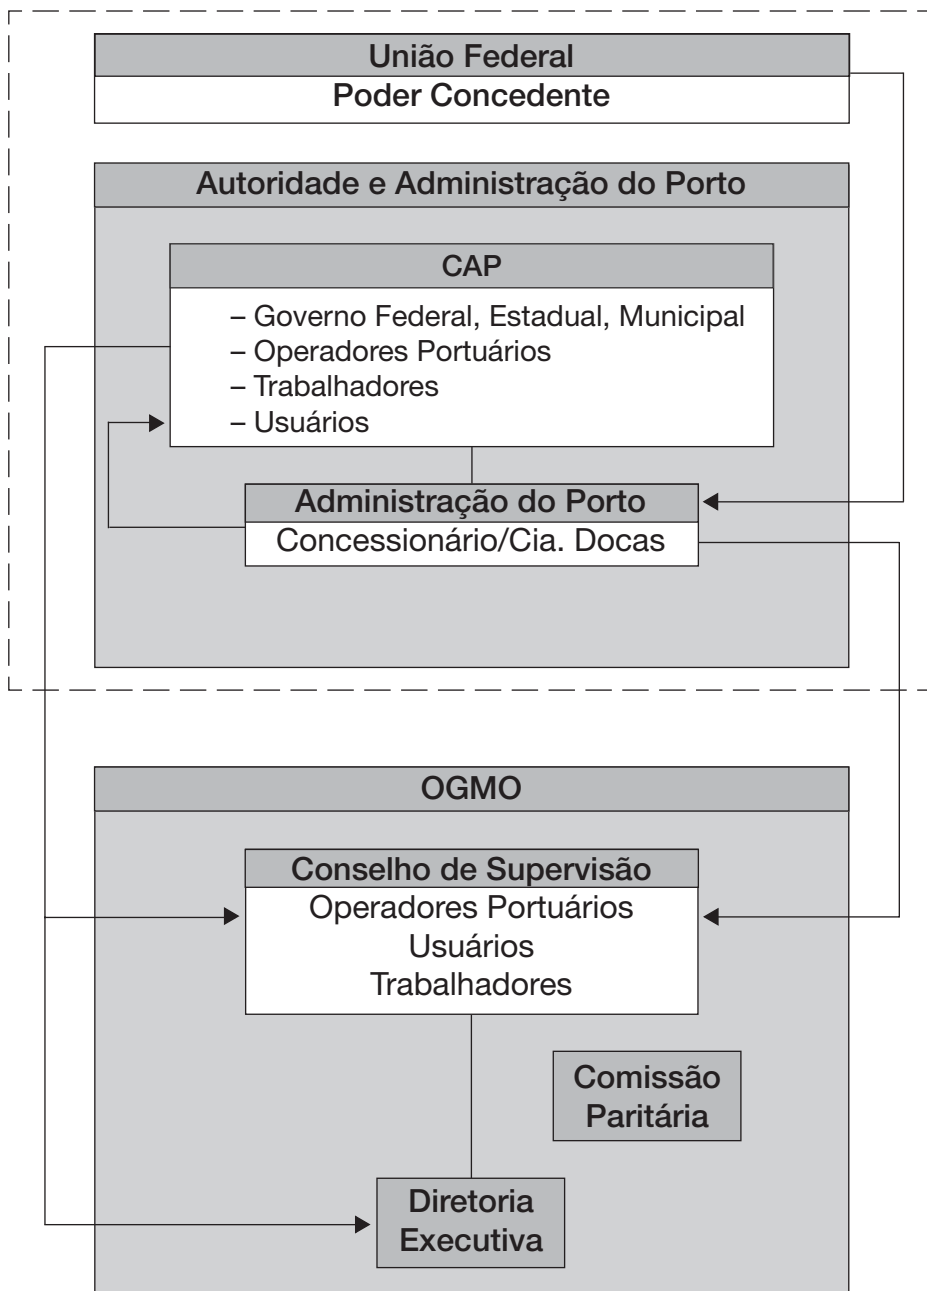 União Federal
Poder Concedente
Autoridade e Administração do Porto
CAP
– Governo Federal, Estadual, Municipal
– Operadores Portuários
– Trabalhadores
– Usuários
Administração do Porto
Concessionário/Cia. Docas
OGMO
Conselho de Supervisão
Operadores Portuários
Usuários
Trabalhadores
Comissão
Paritária
Diretoria
Executiva